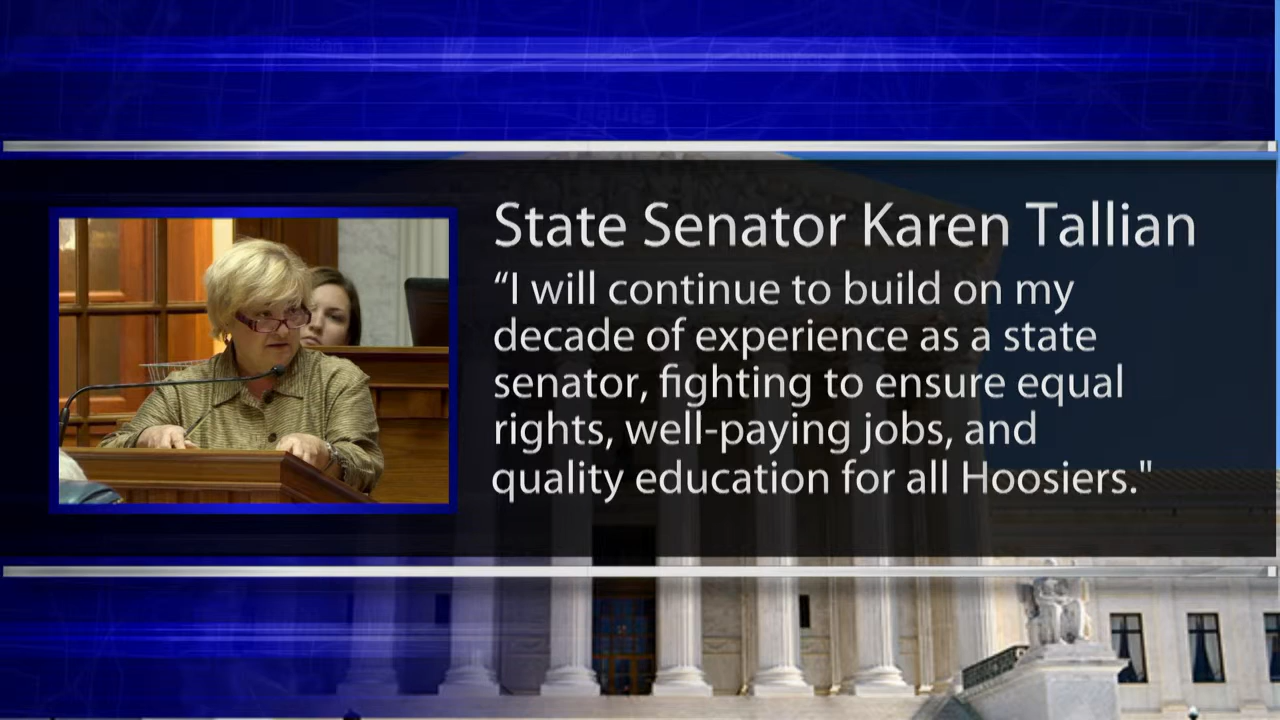 Haute
State Senator Karen Tallian
“I will continue to build on my
decade of experience as a state
senator, fighting to ensure equal
rights, well-paying jobs, and
quality education for all Hoosiers."